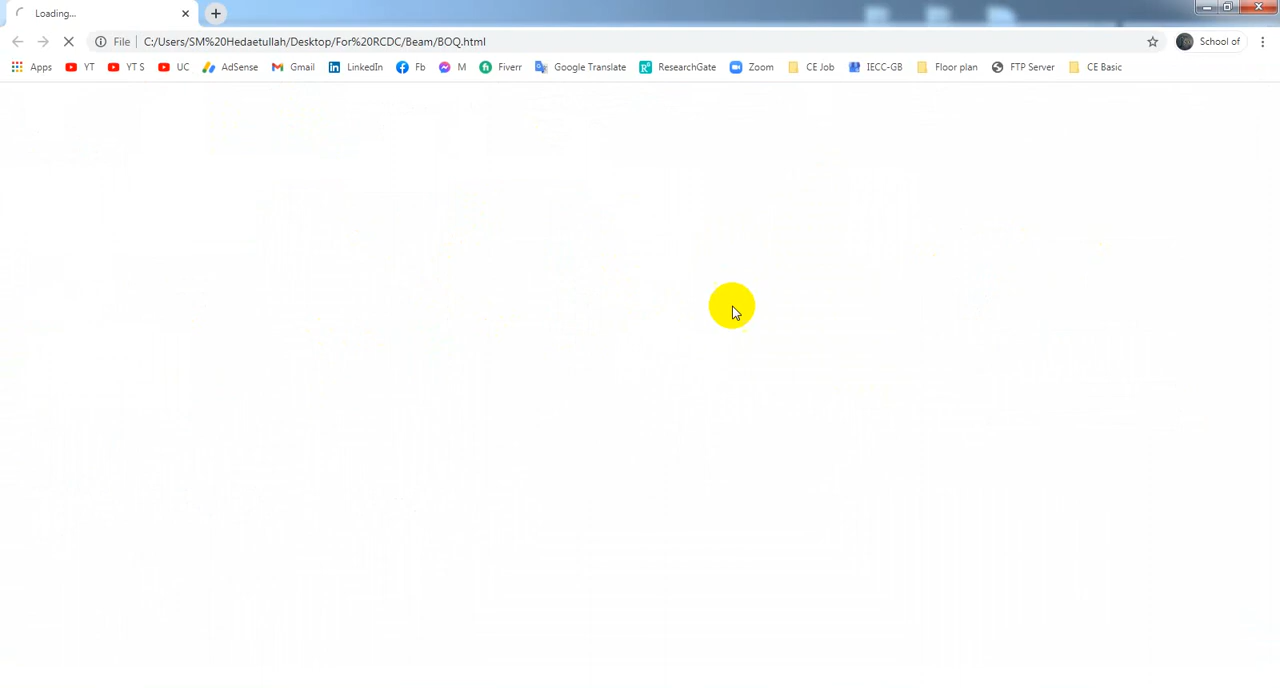 Loading...
File C:/Users/SM%20Hedaetullah/Desktop/For%20RCDC/Beam/BOQ.html School of
Apps YT YT S UC AdSense Gmail LinkedIn Fb M Fiverr Google Translate ResearchGate Zoom CE Job IECC-GB Floor plan FTP Server CE Basic